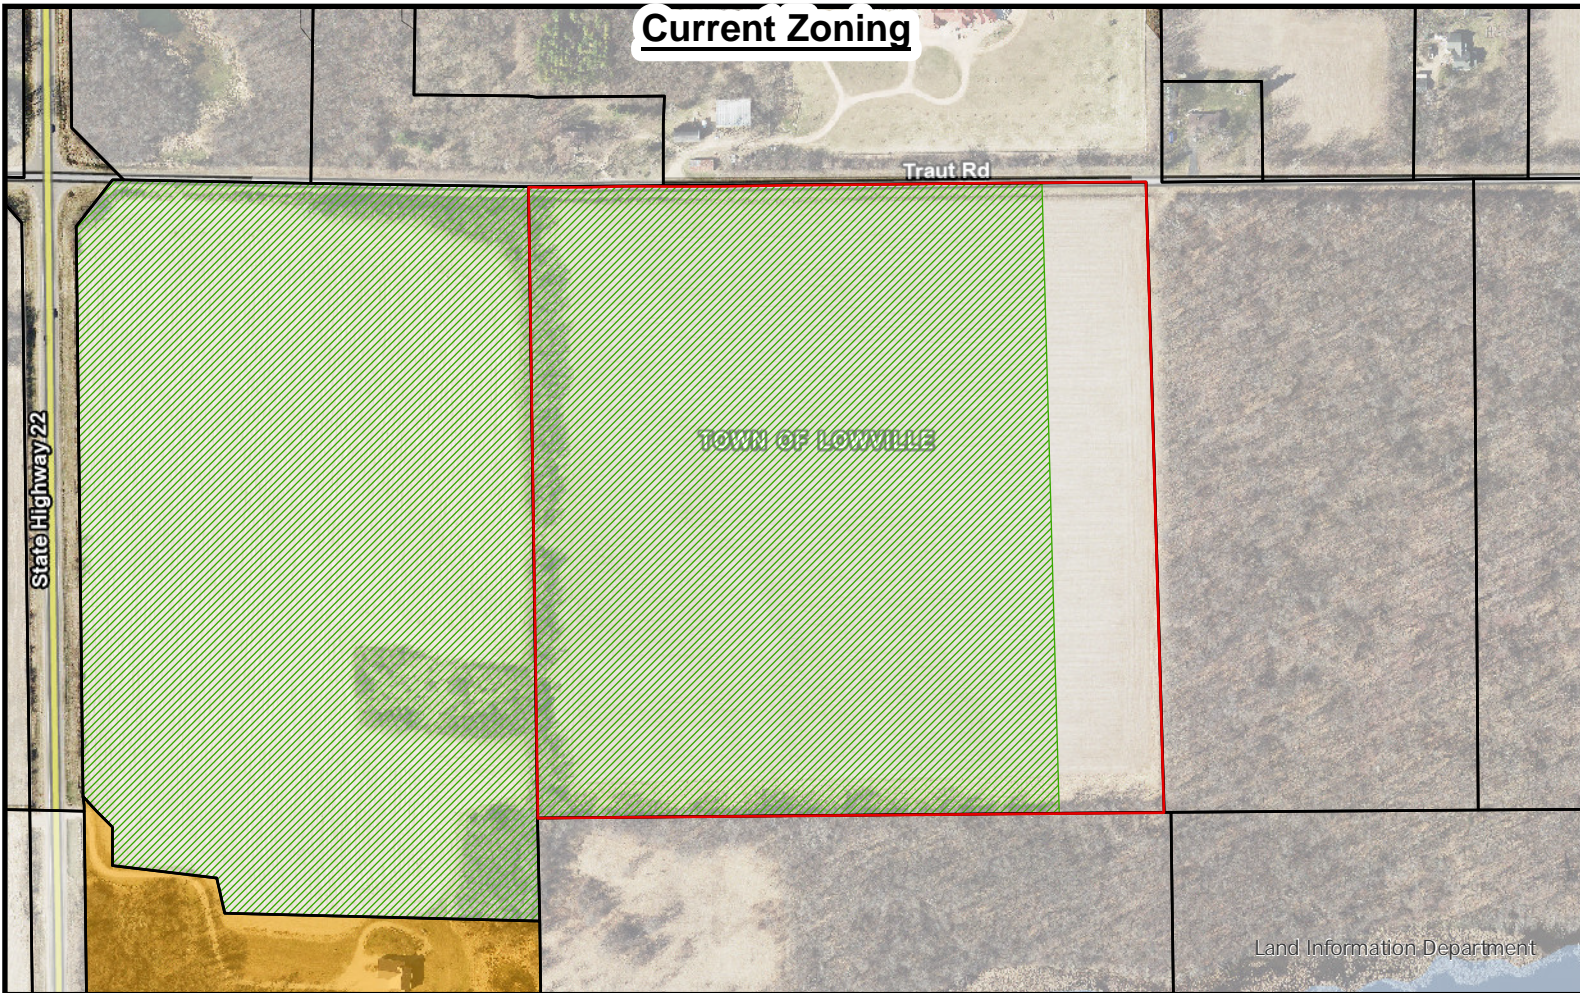 Current Zoning
Traut Rd
TOWN OF LOWVILLE
State Highway 22
Land Information Department